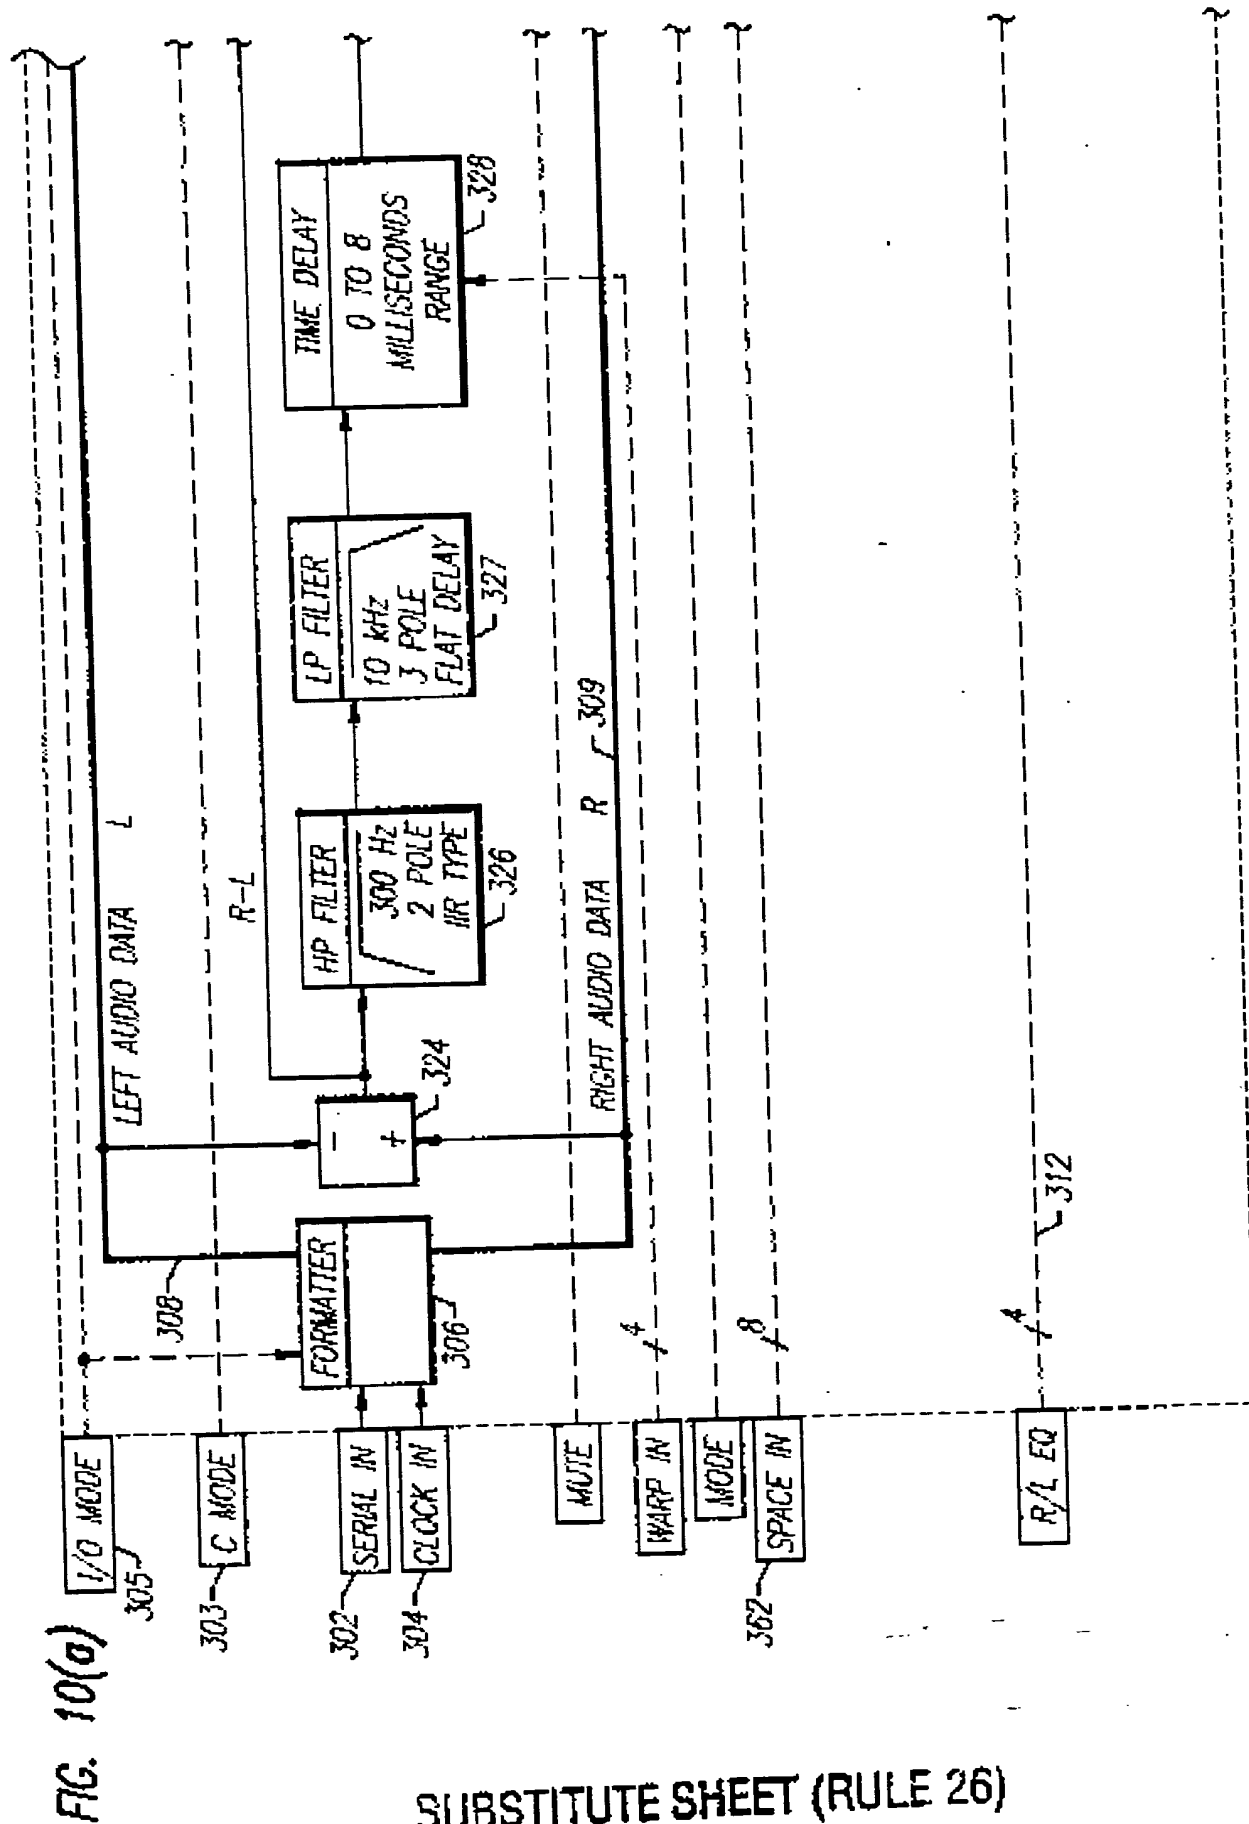 FIG. 10(a)
I/O MODE
305
C MODE
303
SERIAL IN
302
CLOCK IN
304
MUTE
WARP IN
4
MODE
SPACE IN
362
8
R/L EQ
4
312
FORMATTER
306
308
LEFT AUDIO DATA L
-
+
324
R-L
RIGHT AUDIO DATA R
309
HP FILTER
300 Hz
2 POLE
IIR TYPE
326
LP FILTER
10 kHz
3 POLE
FLAT DELAY
327
TIME DELAY
0 TO 8
MILLISECONDS
RANGE
328
SUBSTITUTE SHEET (RULE 26)